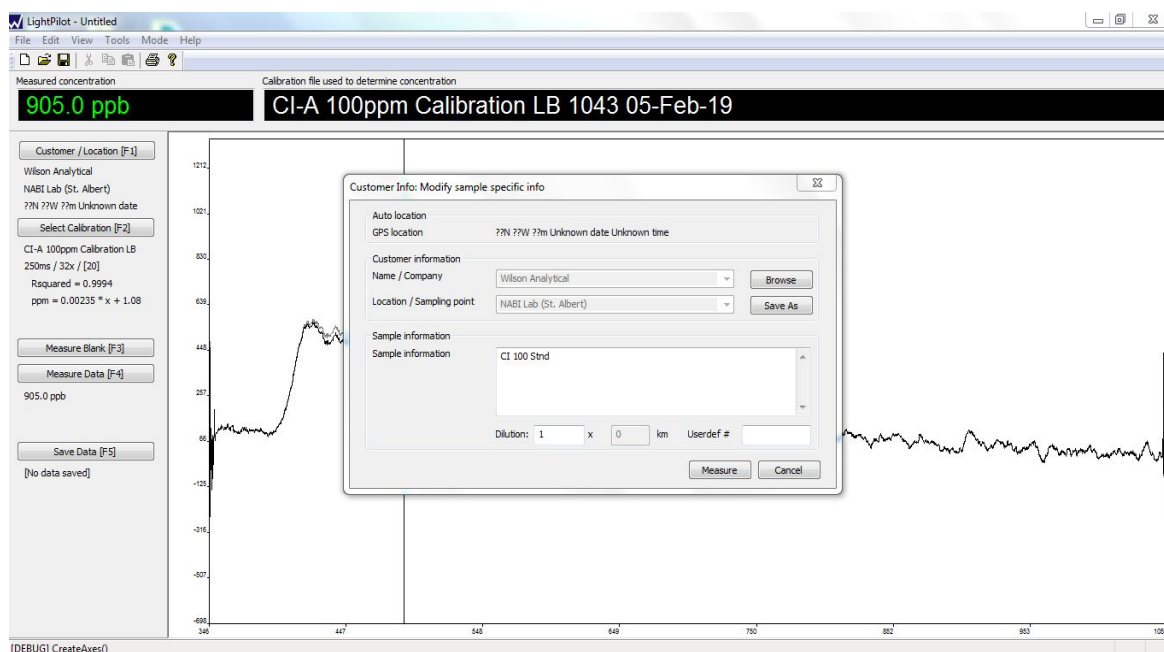 LightPilot - Untitled
File Edit View Tools Mode Help
Measured concentration
Calibration file used to determine concentration
905.0 ppb
CI-A 100ppm Calibration LB 1043 05-Feb-19
Customer / Location [F1]
Wilson Analytical
NABI Lab (St. Albert)
??N ??W ??m Unknown date
Select Calibration [F2]
CI-A 100ppm Calibration LB
250ms / 32x / [20]
Rsquared = 0.9994
ppm = 0.00235 * x + 1.08
Measure Blank [F3]
Measure Data [F4]
905.0 ppb
Save Data [F5]
[No data saved]
1212
1021
830
639
448
257
66
-125
-316
-507
-698
346 447 548 649 750 852 953
Customer Info: Modify sample specific info
Auto location
GPS location ??N ??W ??m Unknown date Unknown time
Customer information
Name / Company Wilson Analytical Browse
Location / Sampling point NABI Lab (St. Albert) Save As
Sample information
Sample information CI 100 Stnd
Dilution: 1 x 0 km Userdef #
Measure Cancel
[DEBUG] CreateAxes()